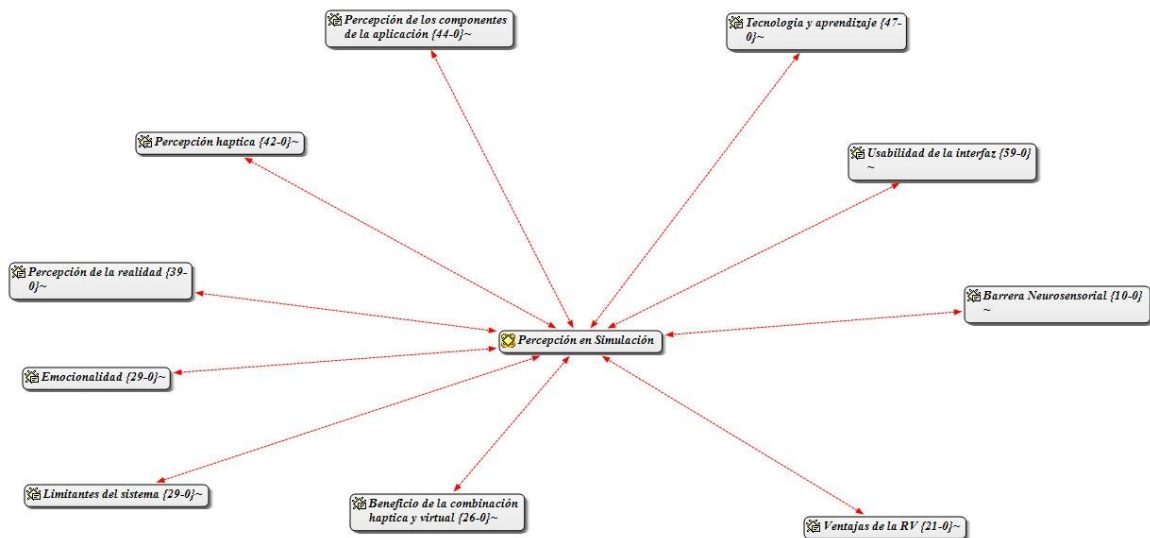 Percepción de los componentes
de la aplicación {44-0}~
Tecnología y aprendizaje {47-
0}~
Percepción haptica {42-0}~
Usabilidad de la interfaz {59-0}
~
Percepción de la realidad {39-
0}~
Barrera Neurosensorial {10-0}
~
Percepción en Simulación
Emocionalidad {29-0}~
Limitantes del sistema {29-0}~
Beneficio de la combinación
haptica y virtual {26-0}~
Ventajas de la RV {21-0}~